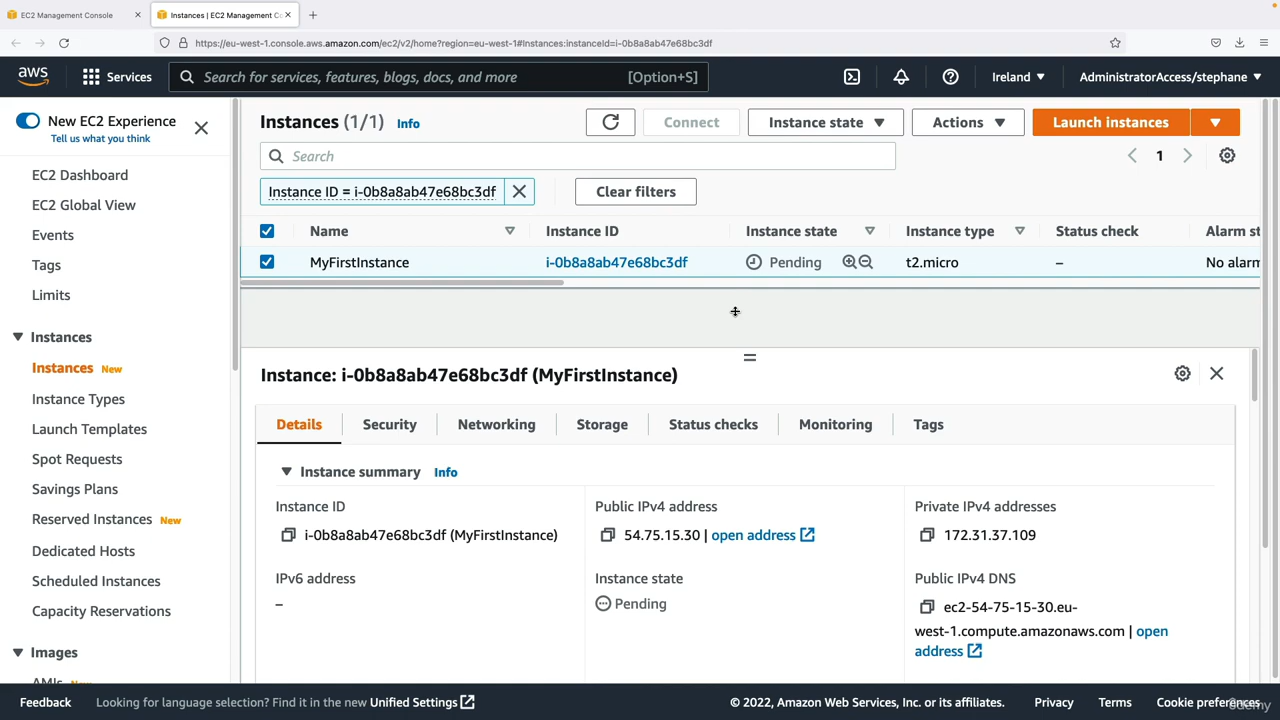 EC2 Management Console
Instances | EC2 Management C
https://eu-west-1.console.aws.amazon.com/ec2/v2/home?region=eu-west-1#Instances:instanceId=i-0b8a8ab47e68bc3df
aws
Services
Search for services, features, blogs, docs, and more
[Option+S]
Ireland
AdministratorAccess/stephane
New EC2 Experience
Tell us what you think
EC2 Dashboard
EC2 Global View
Events
Tags
Limits
Instances
Instances New
Instance Types
Launch Templates
Spot Requests
Savings Plans
Reserved Instances New
Dedicated Hosts
Scheduled Instances
Capacity Reservations
Images
AMIs New
Instances (1/1) Info
Connect
Instance state
Actions
Launch instances
Search
1
Instance ID = i-0b8a8ab47e68bc3df
Clear filters
Name
Instance ID
Instance state
Instance type
Status check
Alarm st
MyFirstInstance
i-0b8a8ab47e68bc3df
Pending
t2.micro
–
No alarm
Instance: i-0b8a8ab47e68bc3df (MyFirstInstance)
Details
Security
Networking
Storage
Status checks
Monitoring
Tags
Instance summary Info
Instance ID
i-0b8a8ab47e68bc3df (MyFirstInstance)
Public IPv4 address
54.75.15.30 | open address
Private IPv4 addresses
172.31.37.109
IPv6 address
–
Instance state
Pending
Public IPv4 DNS
ec2-54-75-15-30.eu-
west-1.compute.amazonaws.com | open
address
Feedback
Looking for language selection? Find it in the new Unified Settings
© 2022, Amazon Web Services, Inc. or its affiliates.
Privacy
Terms
Cookie preferences
Udemy